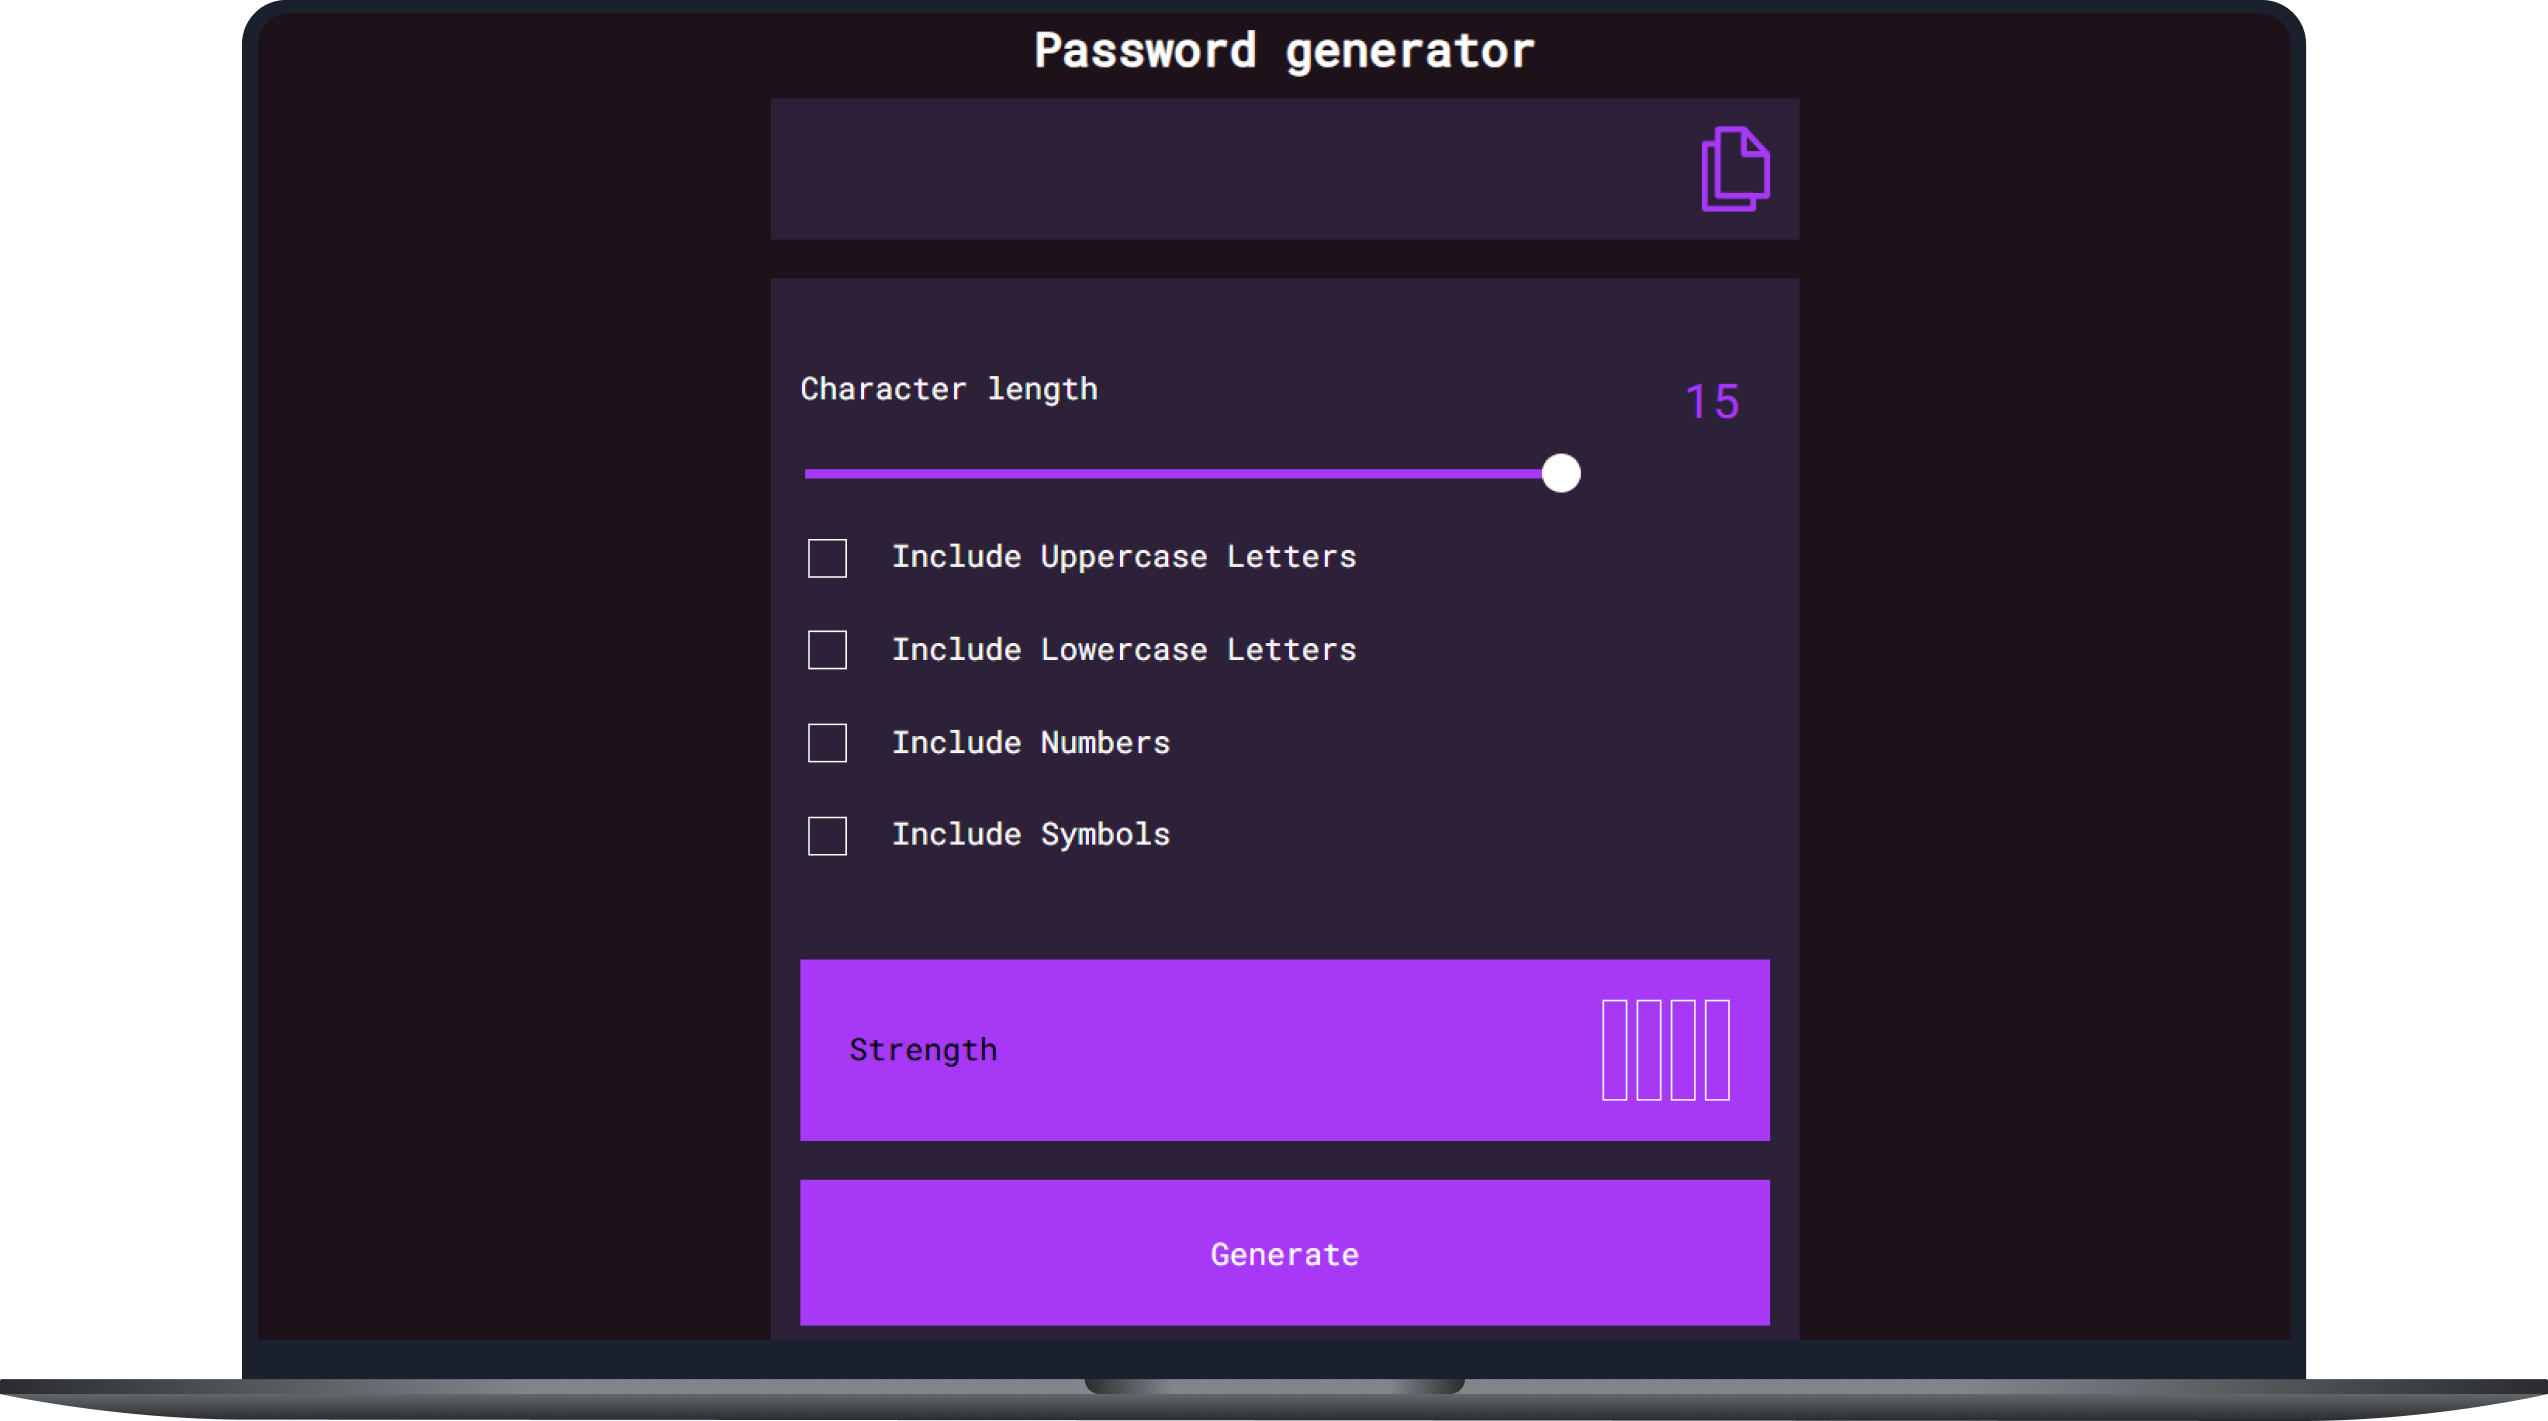 Password generator
Character length
15
Include Uppercase Letters
Include Lowercase Letters
Include Numbers
Include Symbols
Strength
Generate